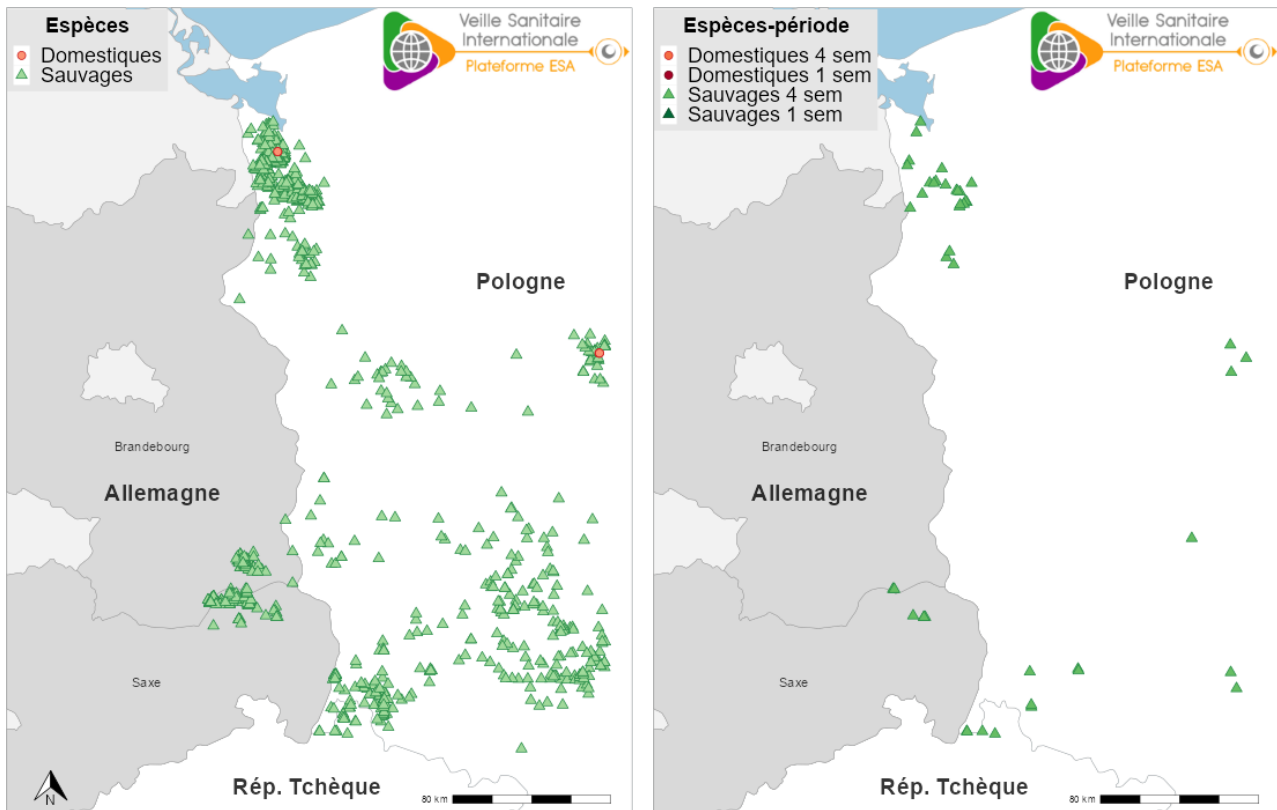 Espèces
Domestiques
Sauvages
Veille Sanitaire
Internationale
Plateforme ESA
Pologne
Brandebourg
Allemagne
Saxe
Rép. Tchèque
N
80 km
Espèces-période
Domestiques 4 sem
Domestiques 1 sem
Sauvages 4 sem
Sauvages 1 sem
Veille Sanitaire
Internationale
Plateforme ESA
Pologne
Brandebourg
Allemagne
Saxe
Rép. Tchèque
80 km